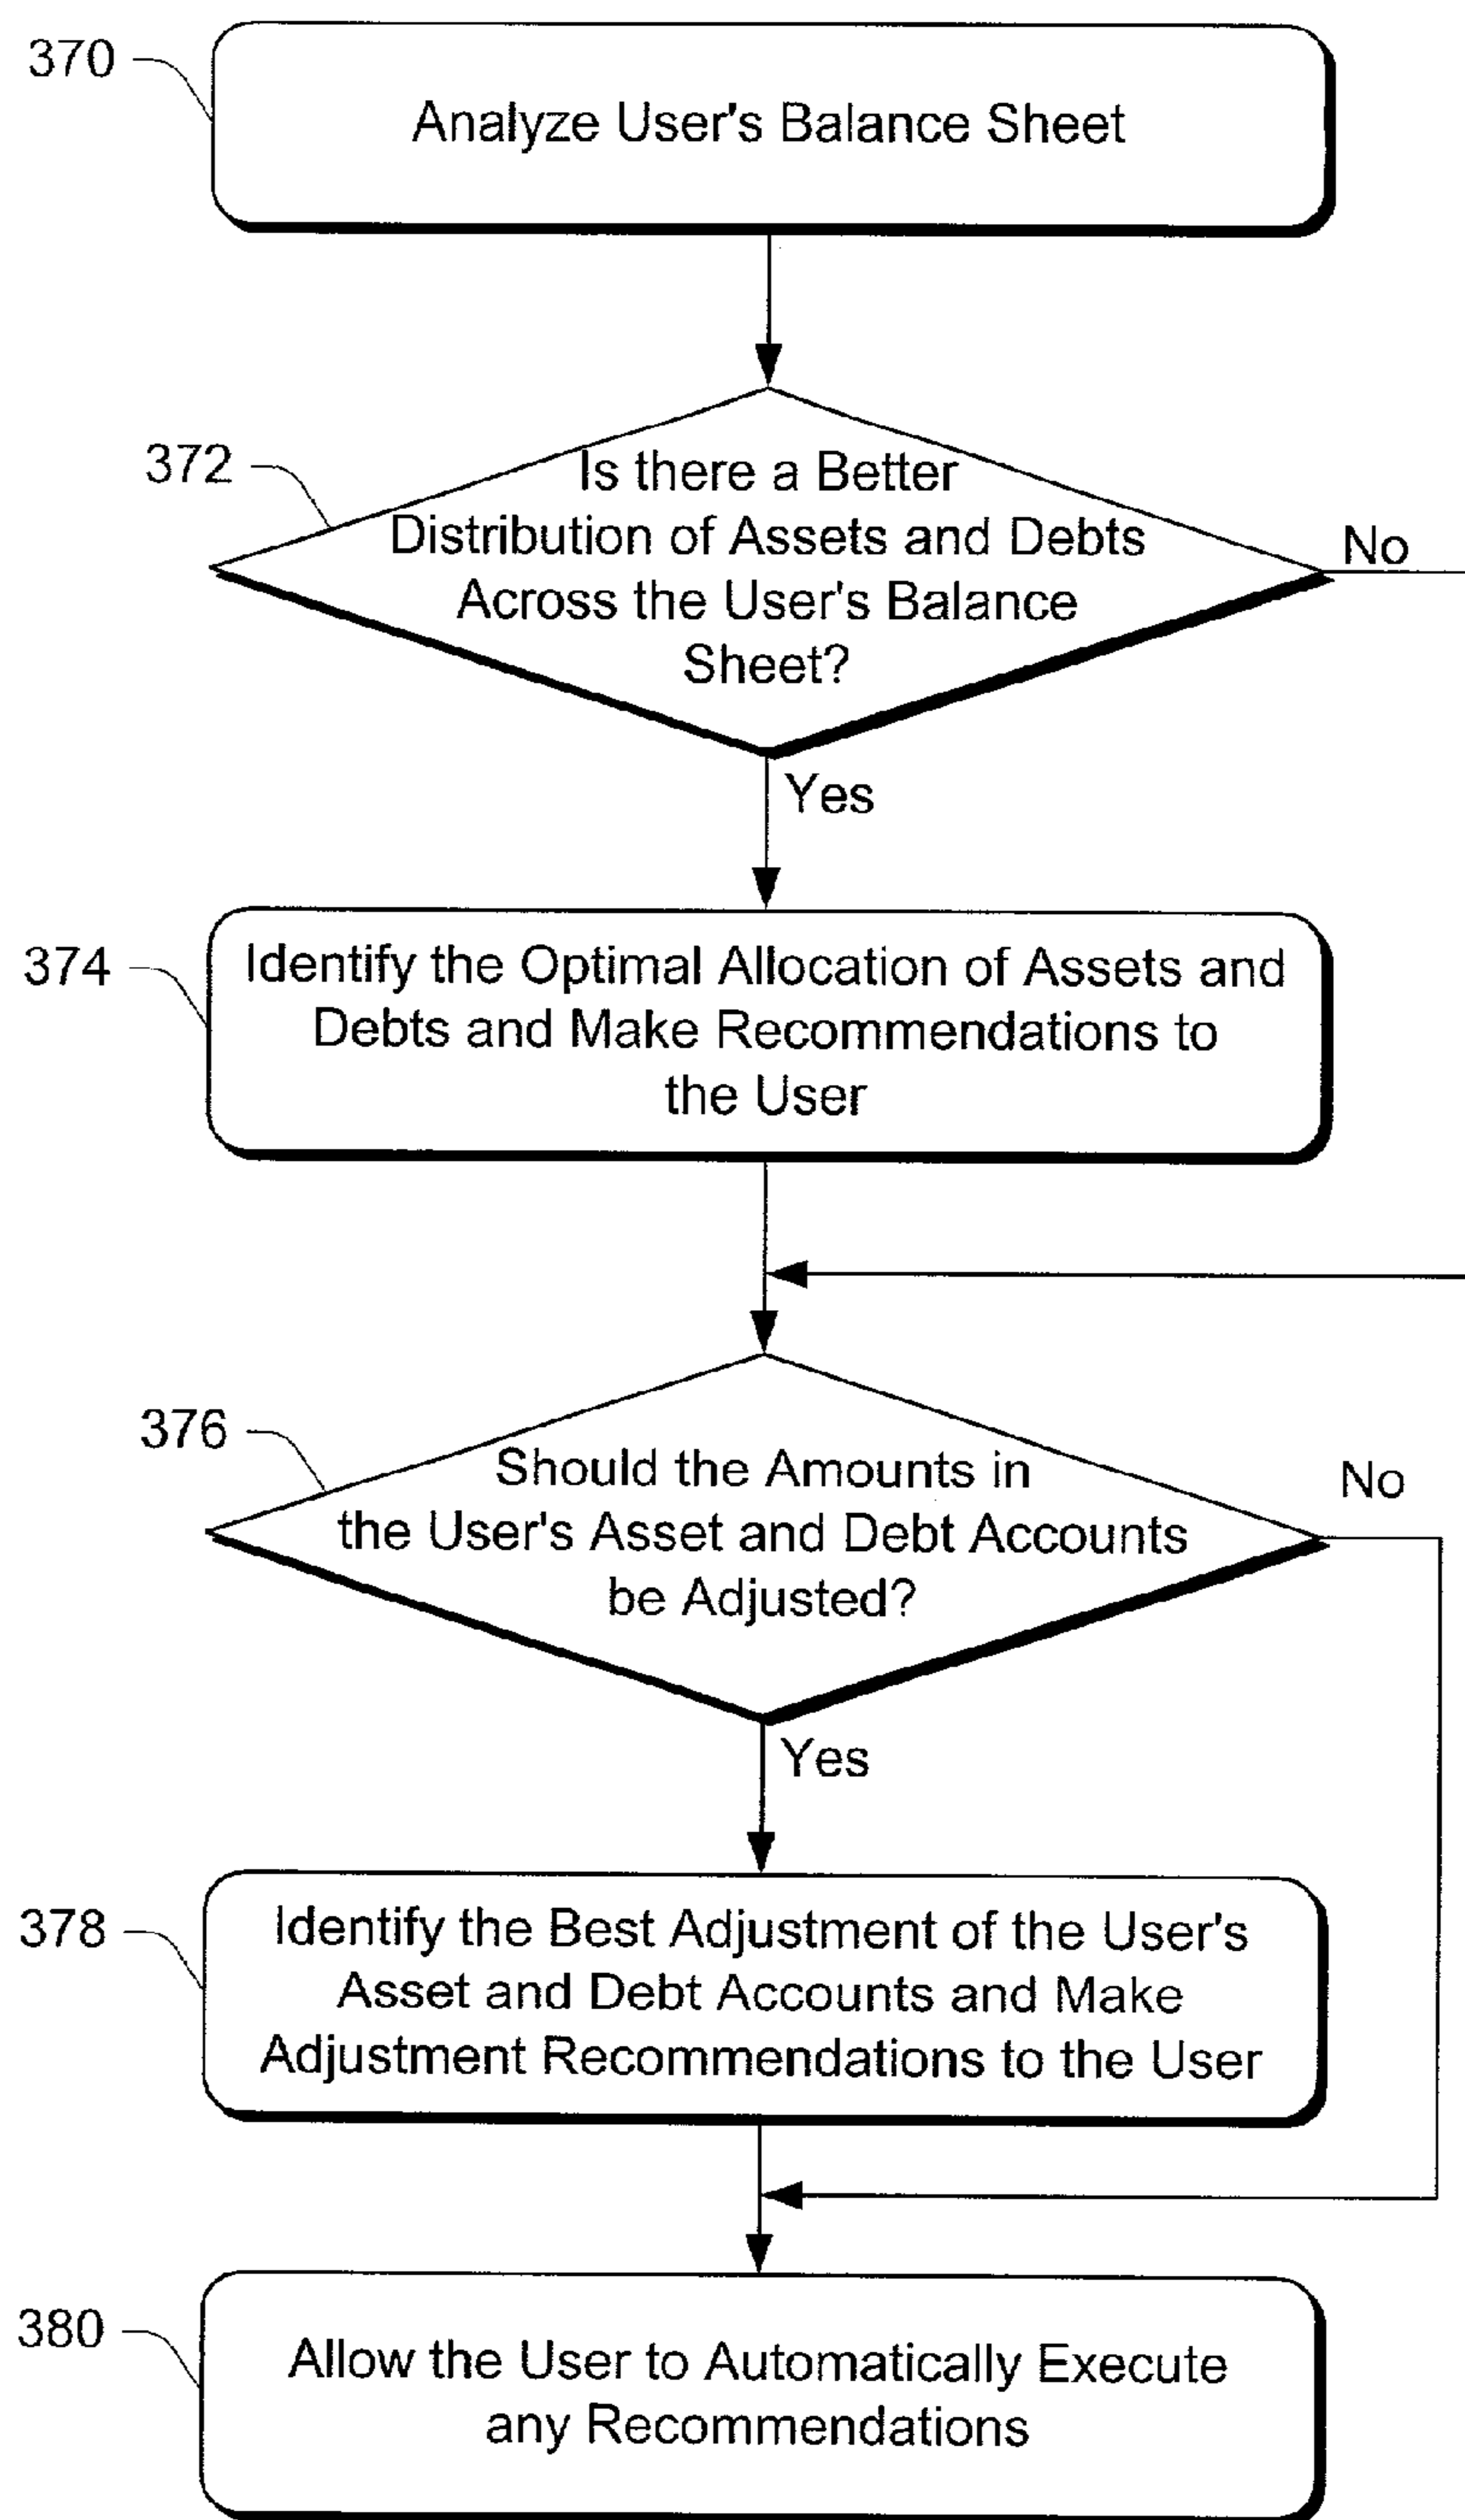 370
Analyze User's Balance Sheet
372
Is there a Better
Distribution of Assets and Debts
Across the User's Balance
Sheet?
No
Yes
374
Identify the Optimal Allocation of Assets and
Debts and Make Recommendations to
the User
376
Should the Amounts in
the User's Asset and Debt Accounts
be Adjusted?
No
Yes
378
Identify the Best Adjustment of the User's
Asset and Debt Accounts and Make
Adjustment Recommendations to the User
380
Allow the User to Automatically Execute
any Recommendations